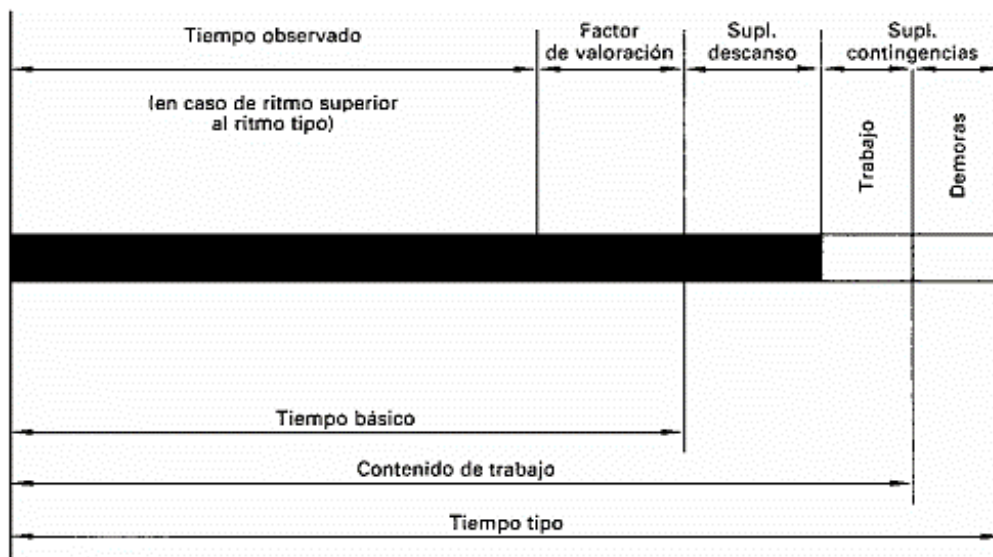 Tiempo observado
Factor
de valoración
Supl.
descanso
Supl.
contingencias
(en caso de ritmo superior
al ritmo tipo)
Trabajo
Demoras
Tiempo básico
Contenido de trabajo
Tiempo tipo